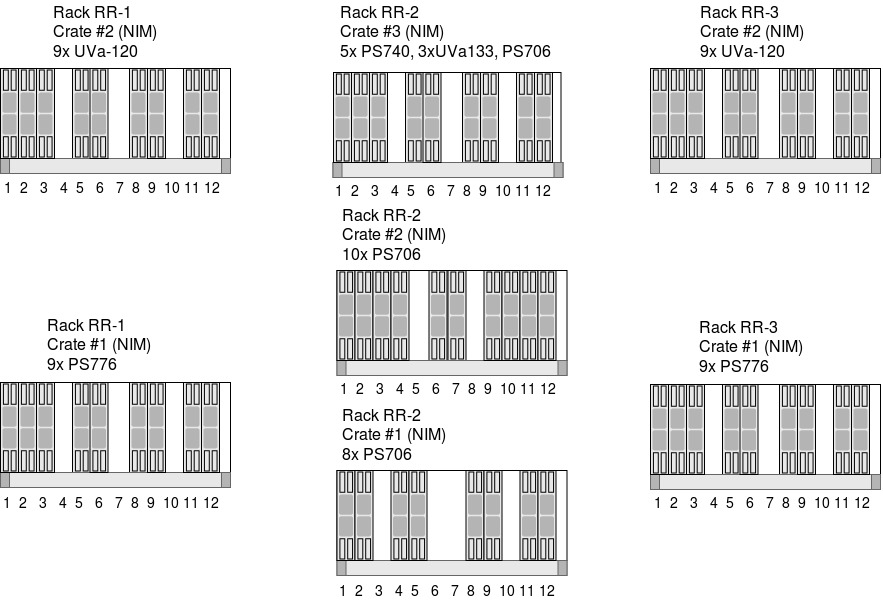 Rack RR-1
Crate #2 (NIM)
9x UVa-120
1 2 3 4 5 6 7 8 9 10 11 12
Rack RR-2
Crate #3 (NIM)
5x PS740, 3xUVa133, PS706
1 2 3 5 6 7 8 9 10 11 12
Rack RR-3
Crate #2 (NIM)
9x UVa-120
1 2 3 4 5 6 7 8 9 10 11 12
Rack RR-2
Crate #2 (NIM)
10x PS706
1 2 3 4 5 6 7 8 9 10 11 12
Rack RR-1
Crate #1 (NIM)
9x PS776
1 2 3 4 5 6 7 8 9 10 11 12
Rack RR-3
Crate #1 (NIM)
9x PS776
1 2 3 4 5 6 7 8 9 10 11 12
Rack RR-2
Crate #1 (NIM)
8x PS706
1 2 3 4 5 6 7 8 9 10 11 12